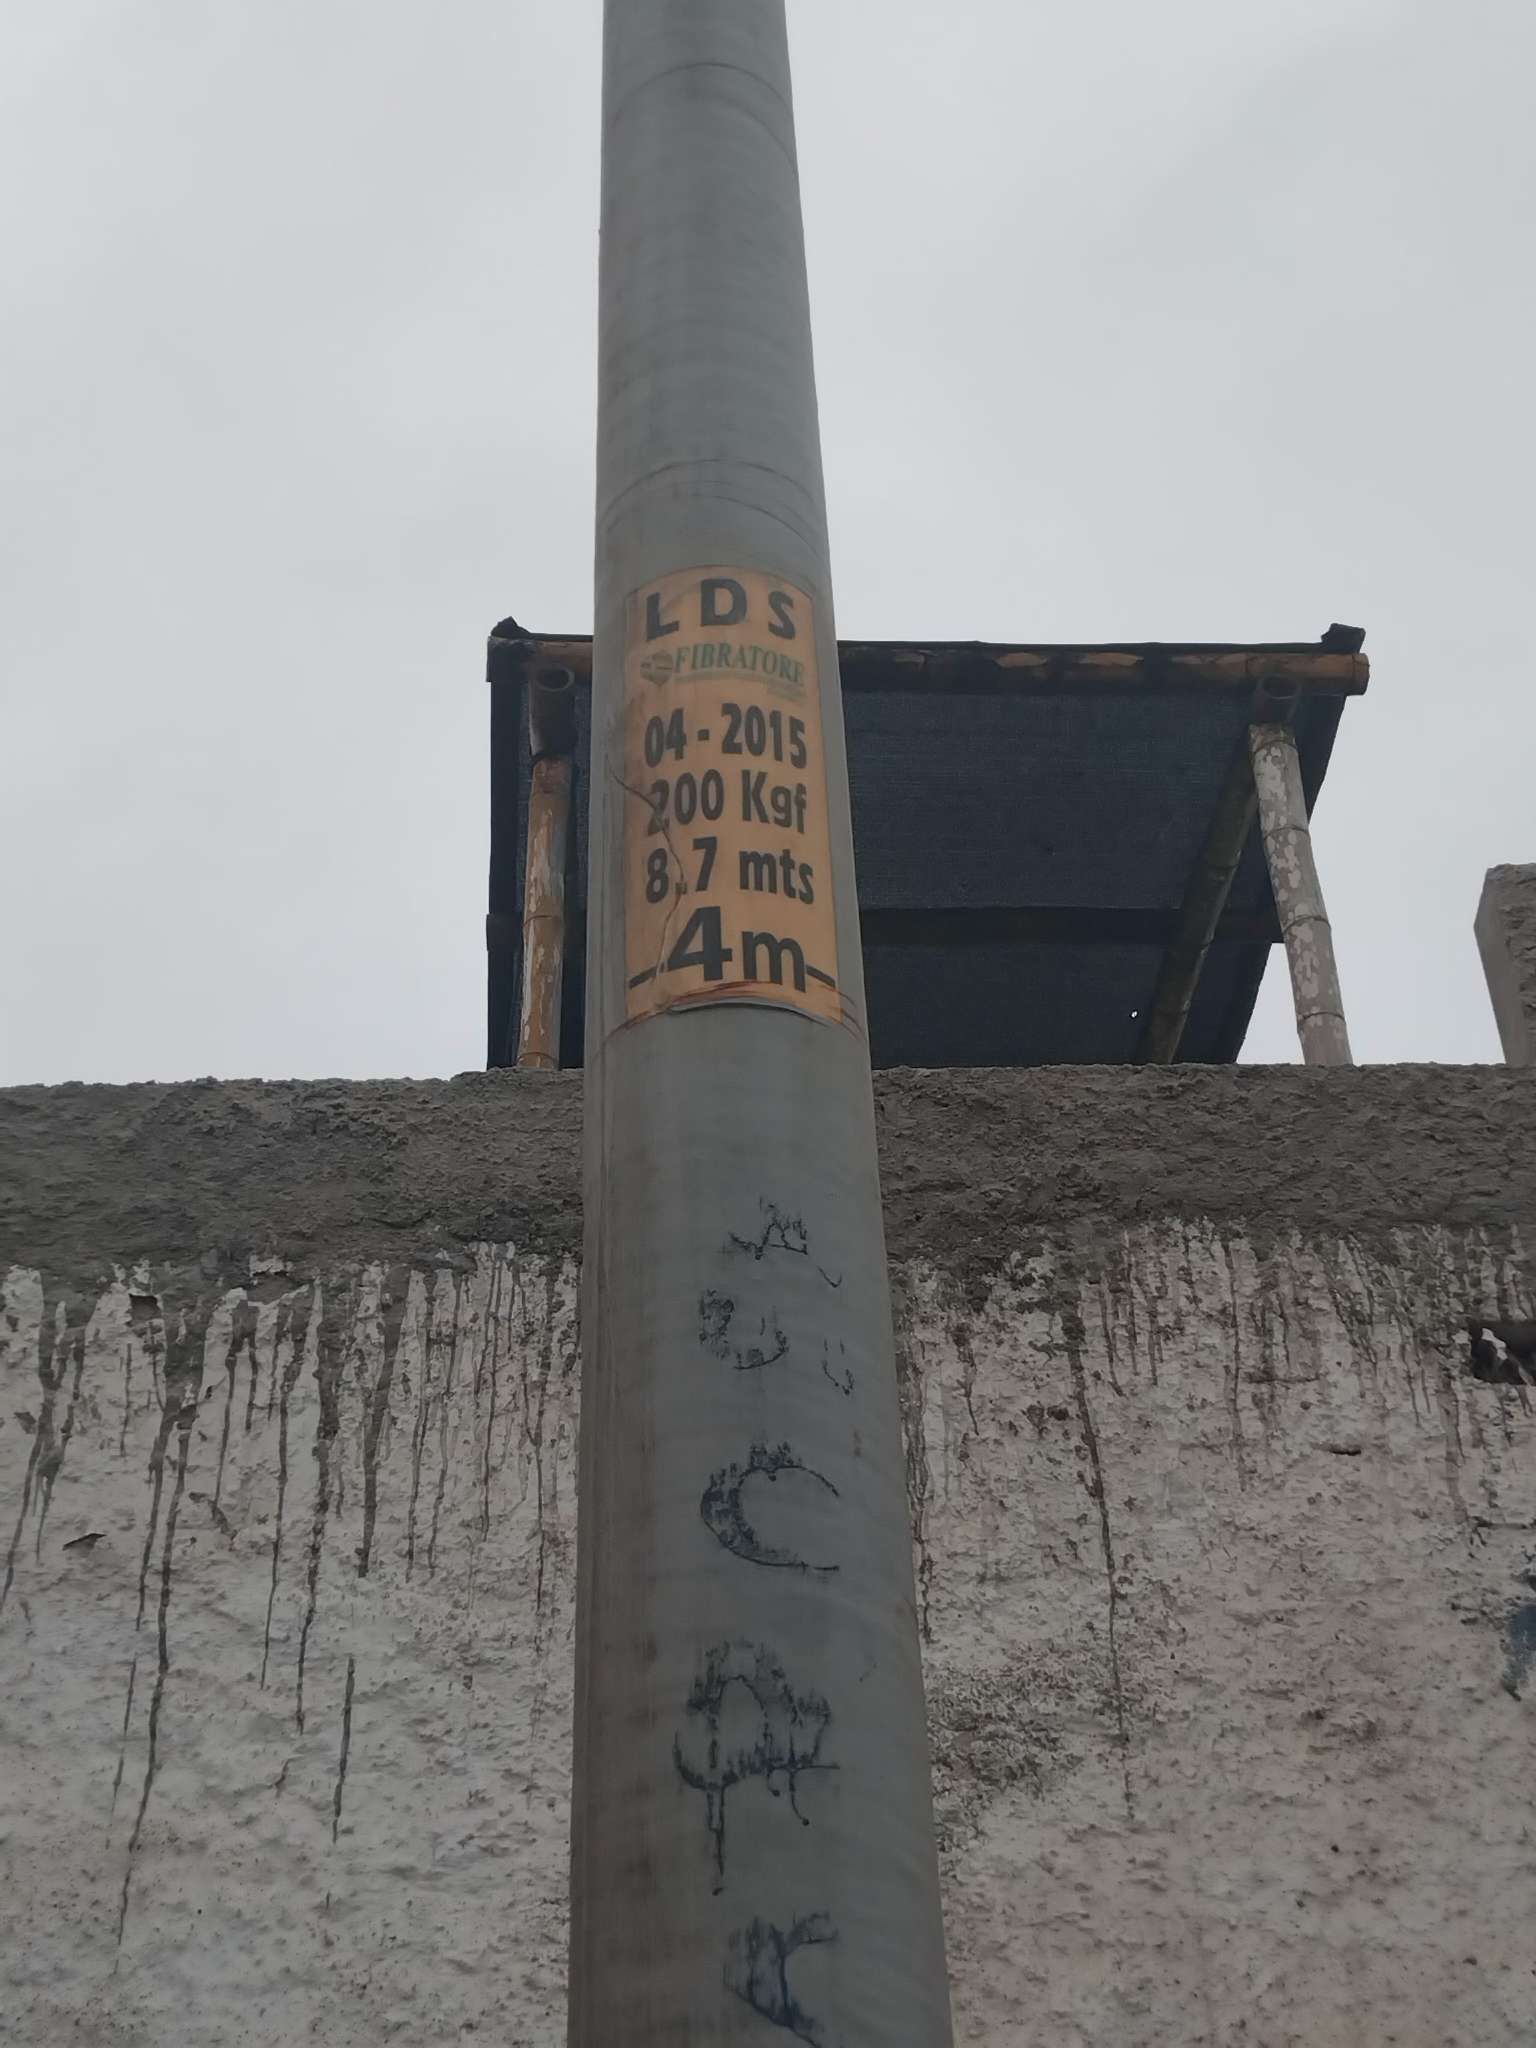 LDS
FIBRATORE
04-2015
200 Kgf
8.7 mts
-4m-